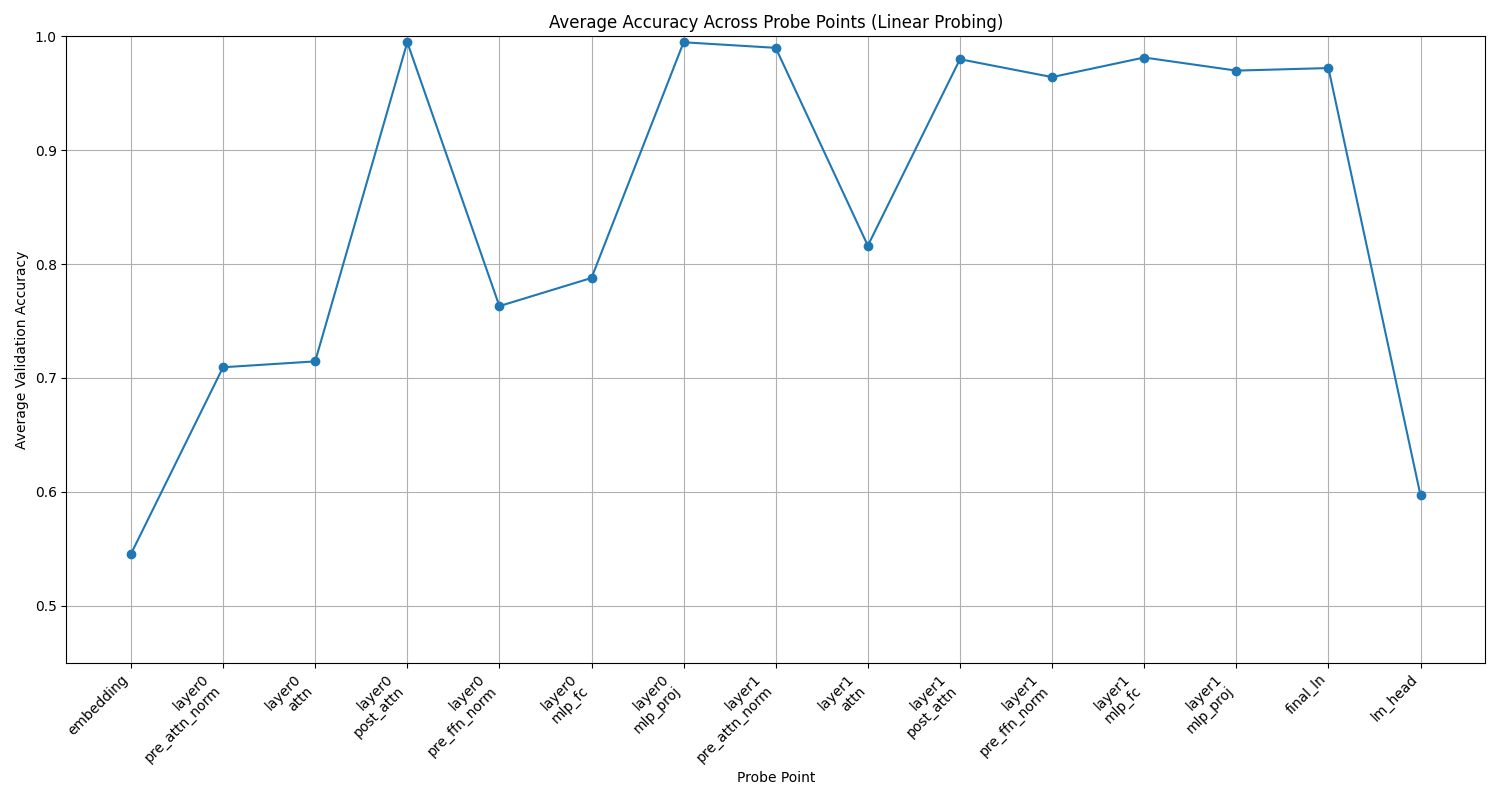 Average Accuracy Across Probe Points (Linear Probing)
Average Validation Accuracy
1.0
0.9
0.8
0.7
0.6
0.5
embedding
layer0
pre_attn_norm
layer0
attn
layer0
post_attn
layer0
pre_ffn_norm
layer0
mlp_fc
layer0
mlp_proj
layer1
pre_attn_norm
layer1
attn
layer1
post_attn
layer1
pre_ffn_norm
layer1
mlp_fc
layer1
mlp_proj
final_ln
lm_head
Probe Point